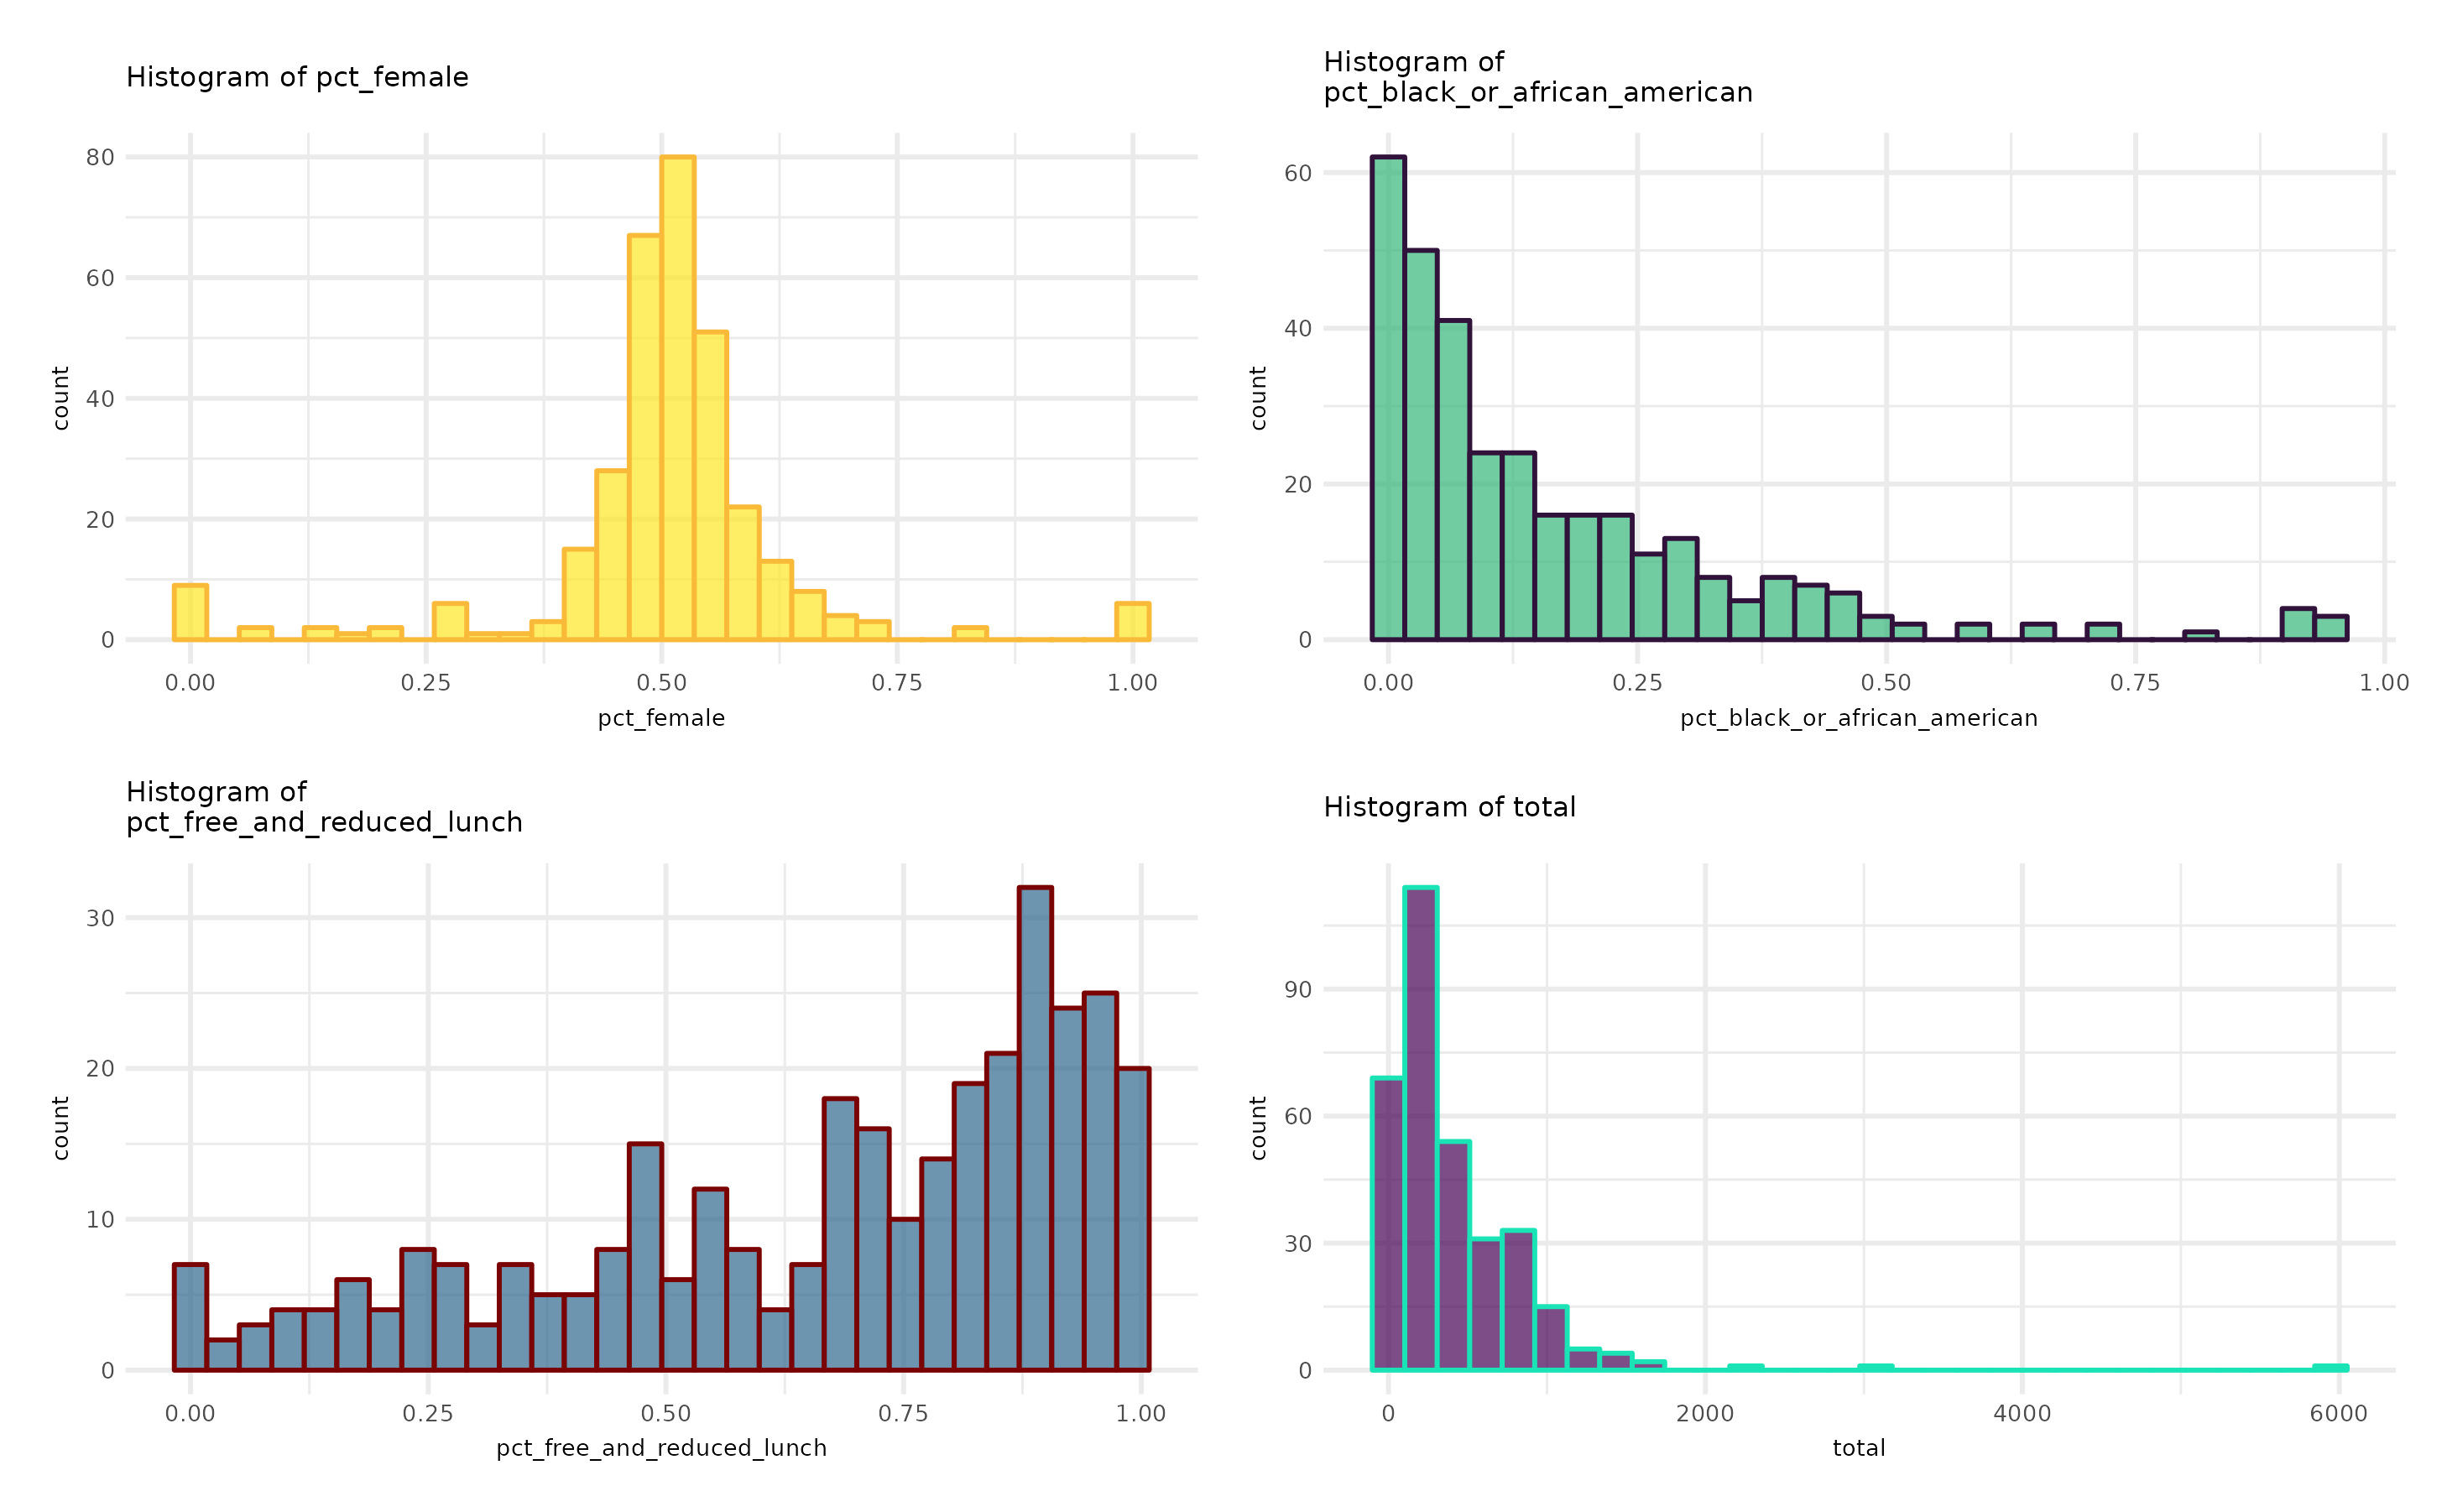 Histogram of pct_female
count
80
60
40
20
0
0.00 0.25 0.50 0.75 1.00
pct_female
Histogram of
pct_black_or_african_american
count
60
40
20
0
0.00 0.25 0.50 0.75 1.00
pct_black_or_african_american
Histogram of
pct_free_and_reduced_lunch
count
30
20
10
0
0.00 0.25 0.50 0.75 1.00
pct_free_and_reduced_lunch
Histogram of total
count
90
60
30
0
0 2000 4000 6000
total